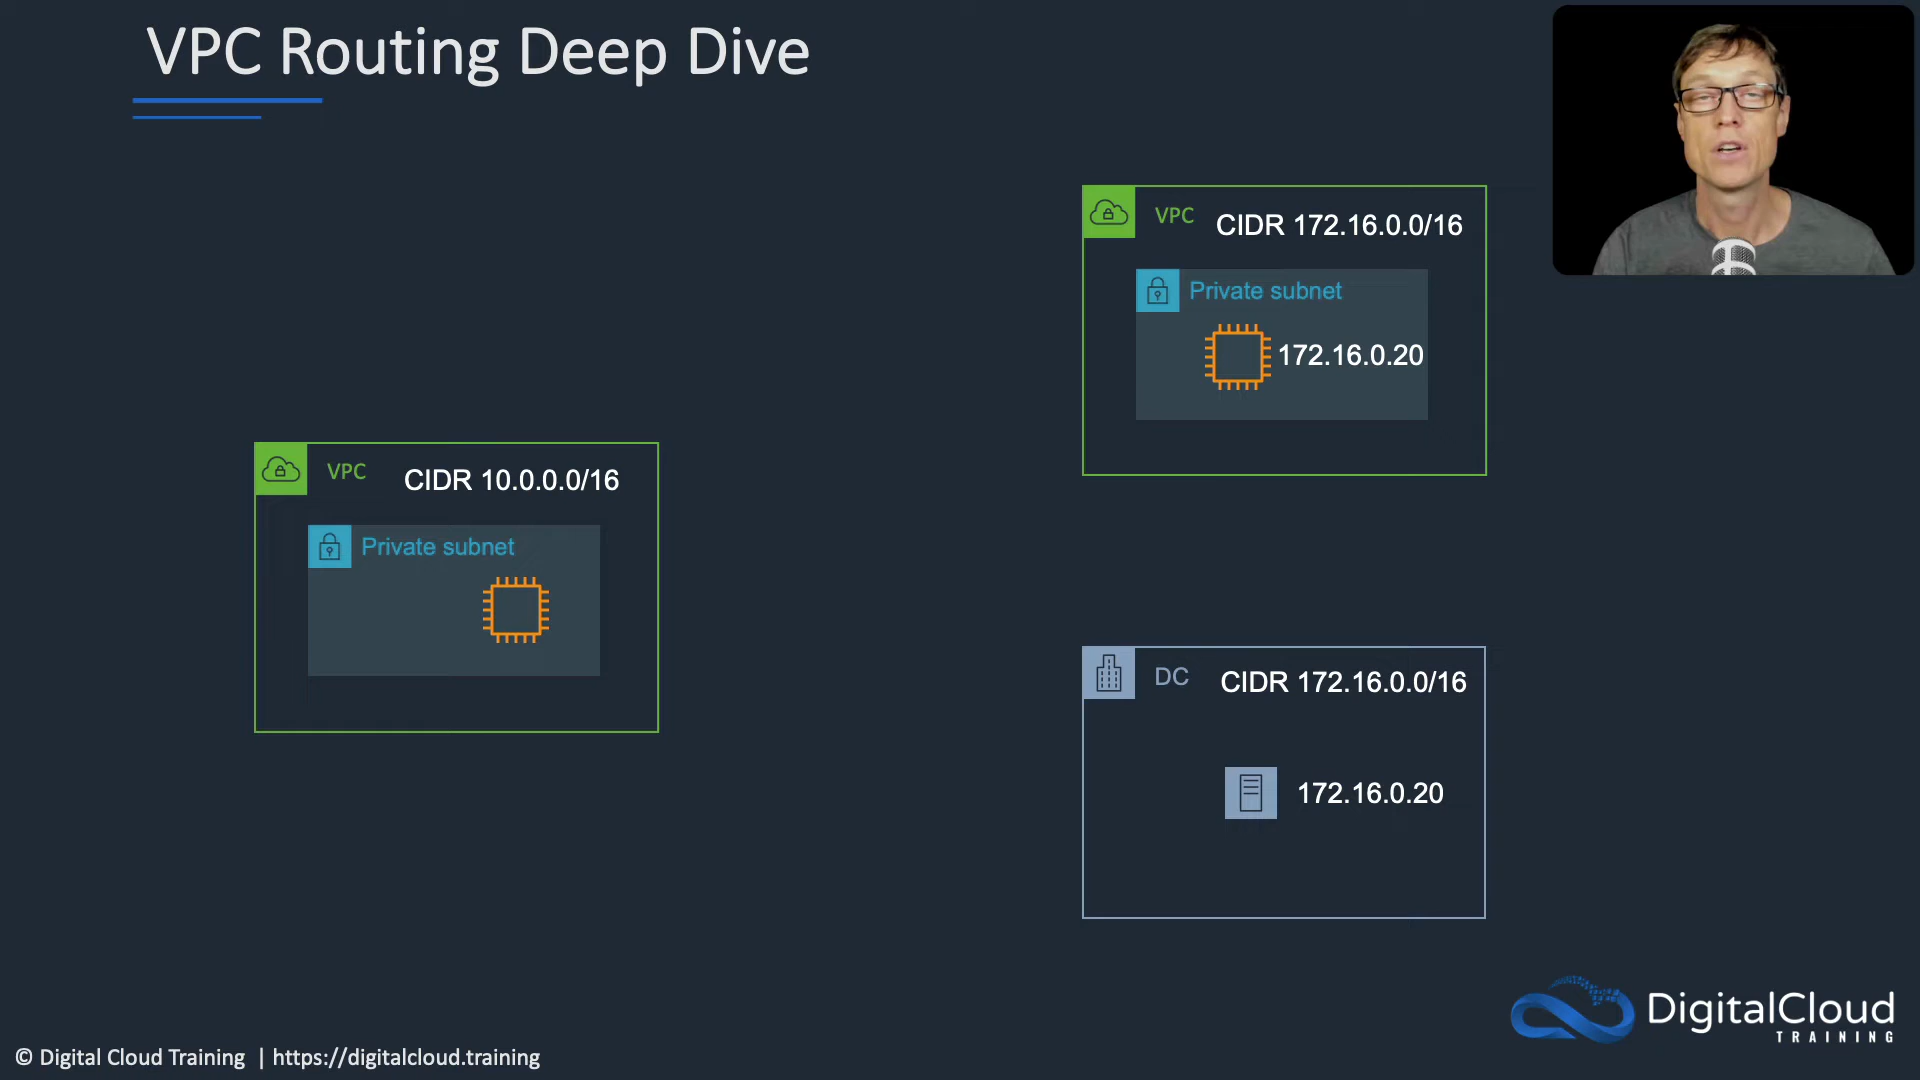 VPC Routing Deep Dive
VPC CIDR 172.16.0.0/16
Private subnet
172.16.0.20
VPC CIDR 10.0.0.0/16
Private subnet
DC CIDR 172.16.0.0/16
172.16.0.20
DigitalCloud
TRAINING
© Digital Cloud Training | https://digitalcloud.training